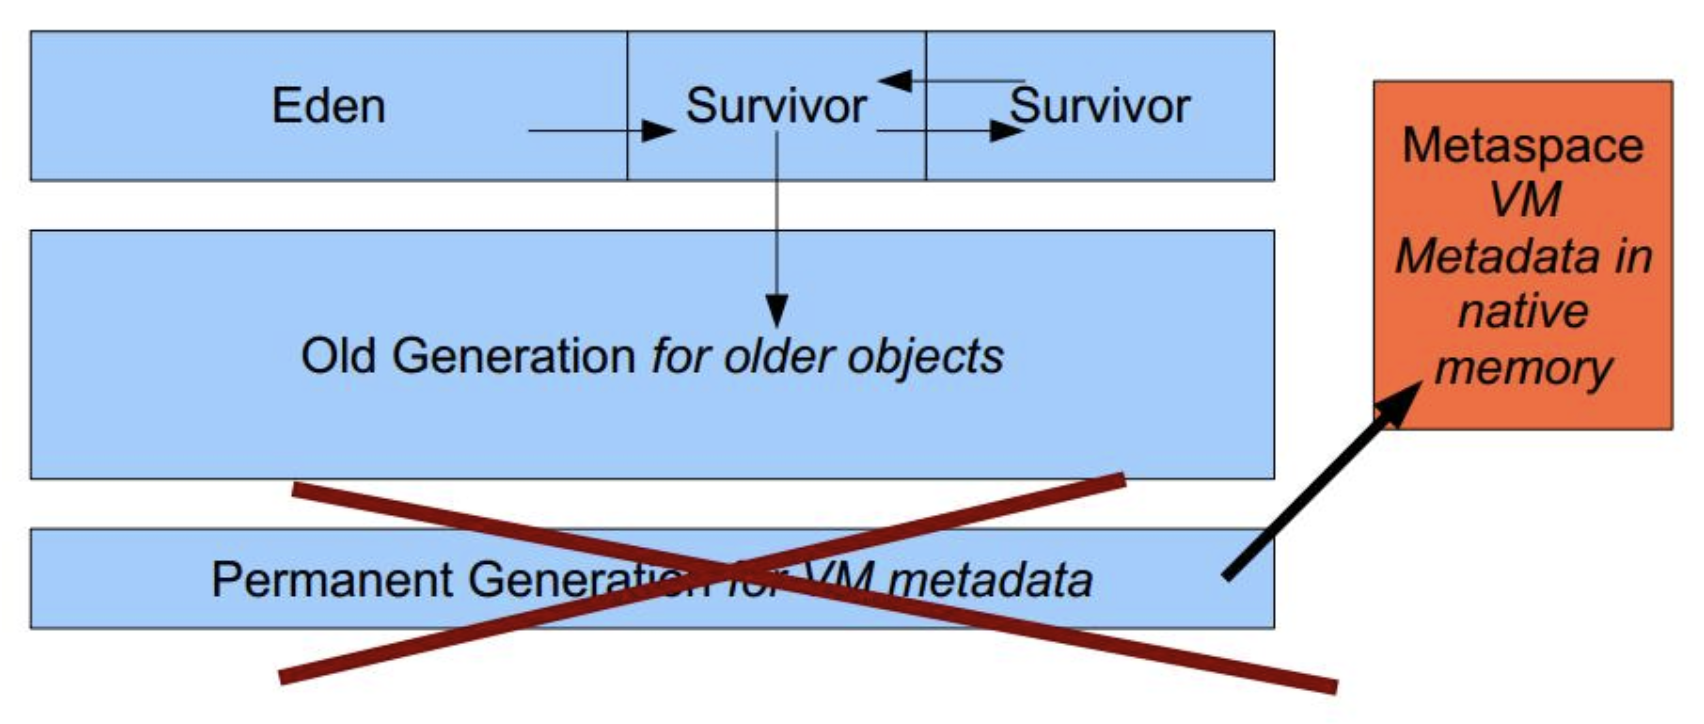 Eden
Survivor
Survivor
Old Generation for older objects
Permanent Generation for VM metadata
Metaspace
VM
Metadata in
native
memory